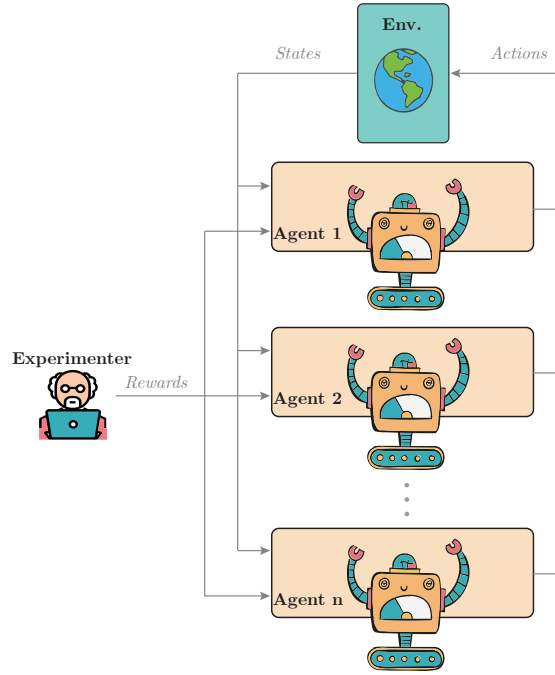 Env.
States
Actions
Agent 1
Experimenter
Rewards
Agent 2
Agent n